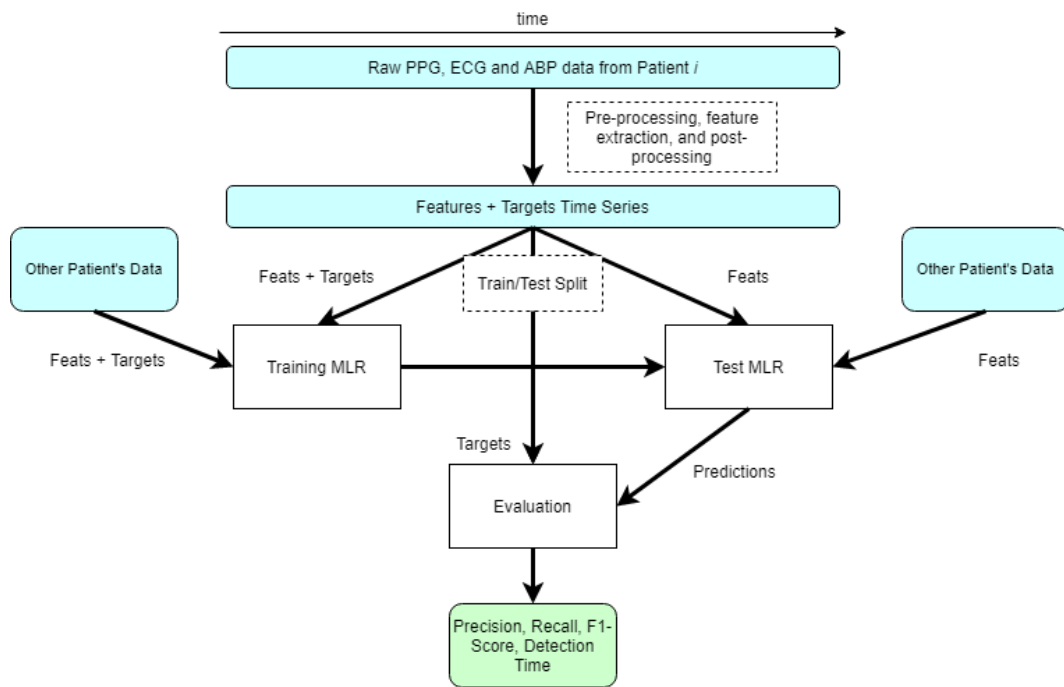 time
Raw PPG, ECG and ABP data from Patient i
Pre-processing, feature
extraction, and post-
processing
Features + Targets Time Series
Other Patient's Data
Feats + Targets
Train/Test Split
Feats
Other Patient's Data
Feats + Targets
Training MLR
Test MLR
Feats
Targets
Predictions
Evaluation
Precision, Recall, F1-
Score, Detection
Time